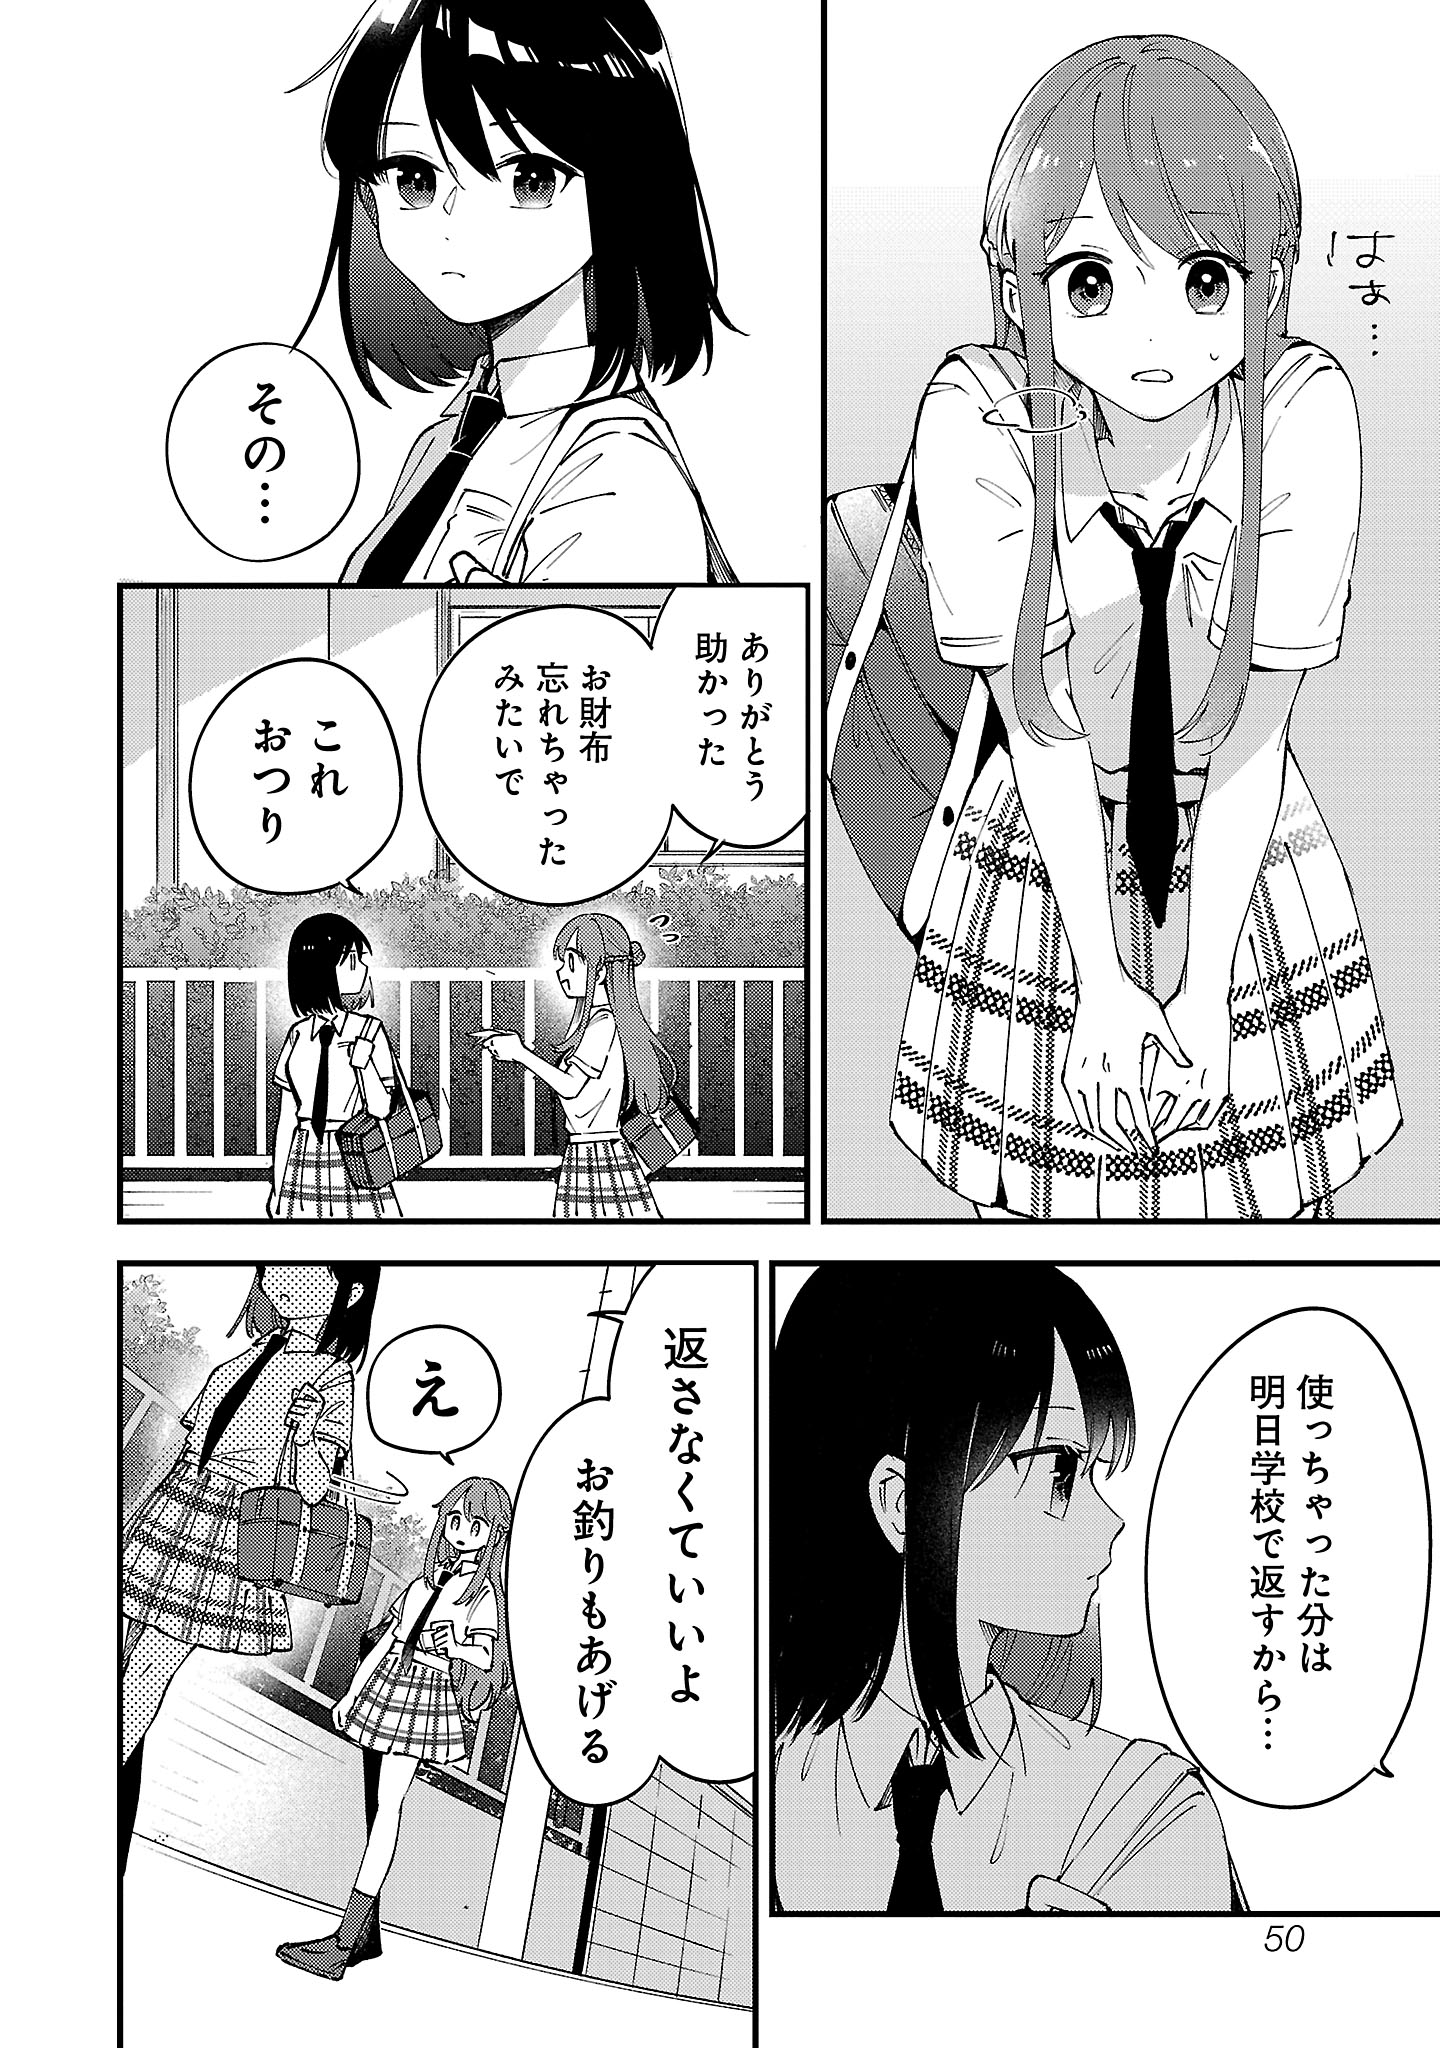 はぁ…
その…
ありがとう
助かった
お財布
忘れちゃった
みたいで
これ
おつり
使っちゃった分は
明日学校で返すから…
返さなくていいよ
お釣りもあげる
え
50